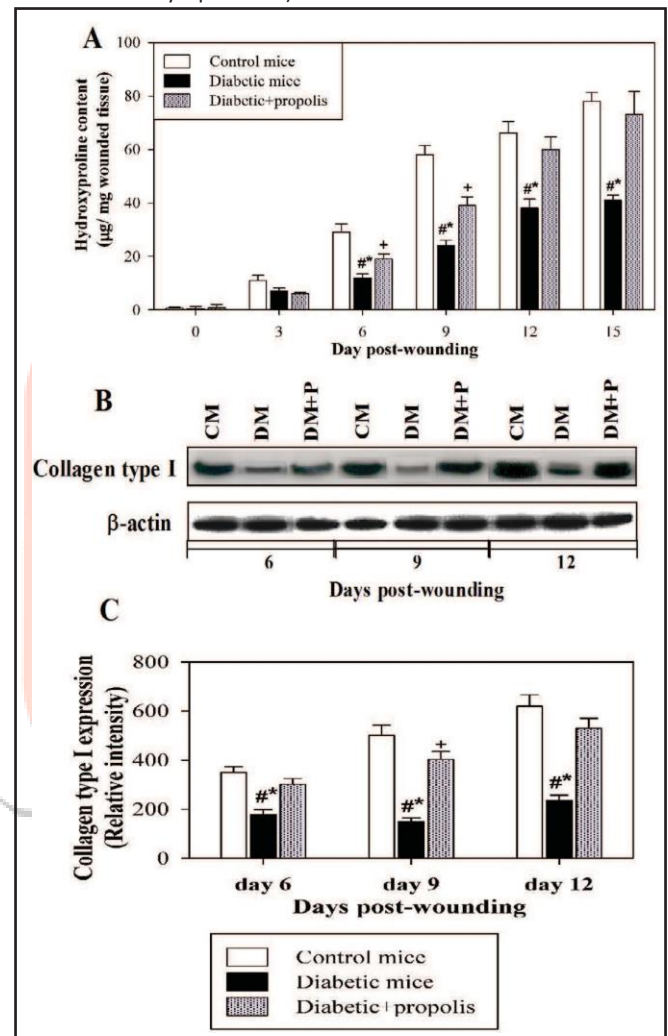 A
100
80
60
40
20
0
Hydroxyproline content
(µg/ mg wounded tissue)
Control mice
Diabetic mice
Diabetic+propolis
#* +
#* +
#*
#*
0 3 6 9 12 15
Day post-wounding
B
CM DM DM+P CM DM DM+P CM DM DM+P
Collagen type I
β-actin
6 9 12
Days post-wounding
C
800
600
400
200
0
Collagen type I expression
(Relative intensity)
#*
#* +
#*
day 6 day 9 day 12
Days post-wounding
Control mice
Diabetic mice
Diabetic+propolis